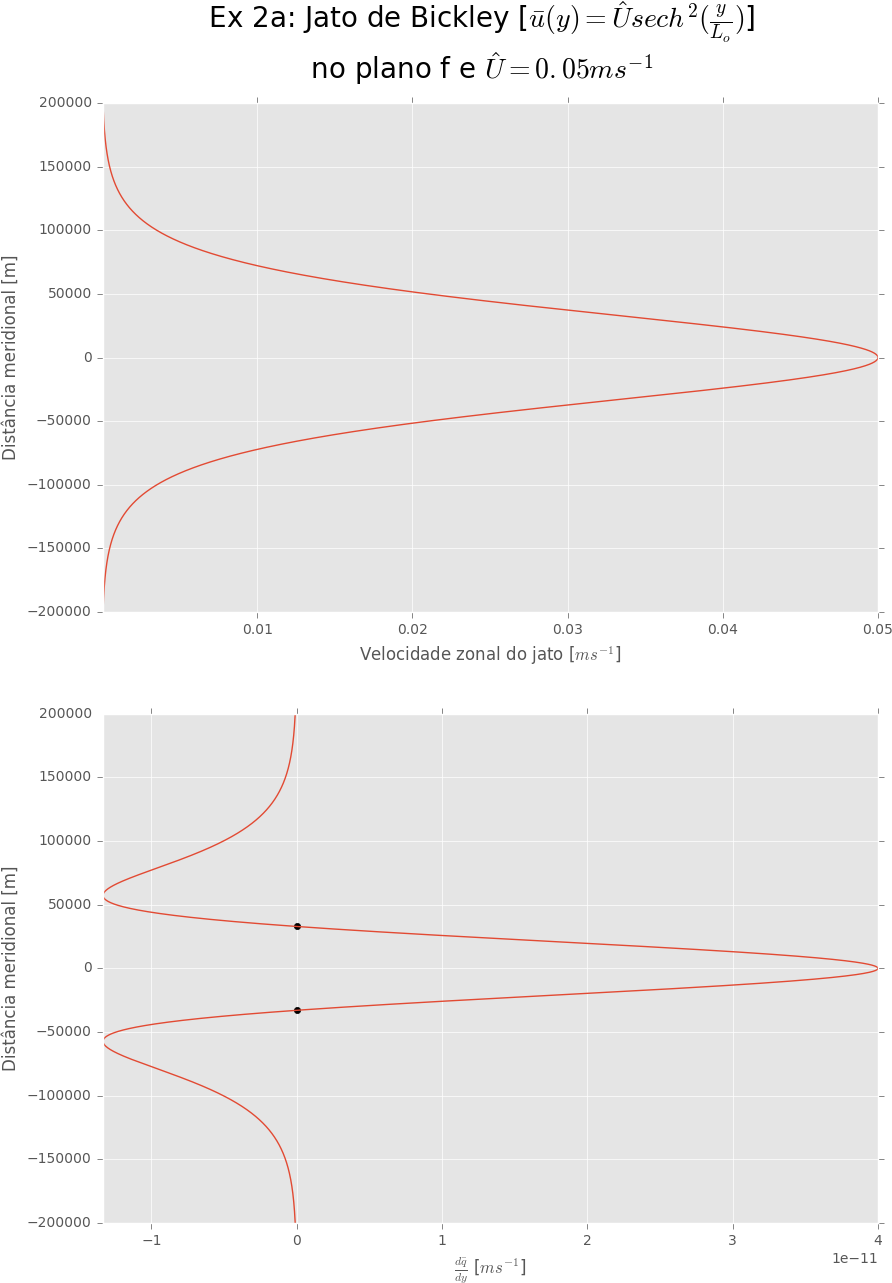 Ex 2a: Jato de Bickley [ū(y) = Ûsech²(y/Lₒ)]
no plano f e Û = 0.05ms⁻¹
200000
150000
100000
50000
0
−50000
−100000
−150000
−200000
Distância meridional [m]
0.01 0.02 0.03 0.04 0.05
Velocidade zonal do jato [ms⁻¹]
200000
150000
100000
50000
0
−50000
−100000
−150000
−200000
Distância meridional [m]
−1 0 1 2 3 4
1e−11
dq̄/dy [ms⁻¹]